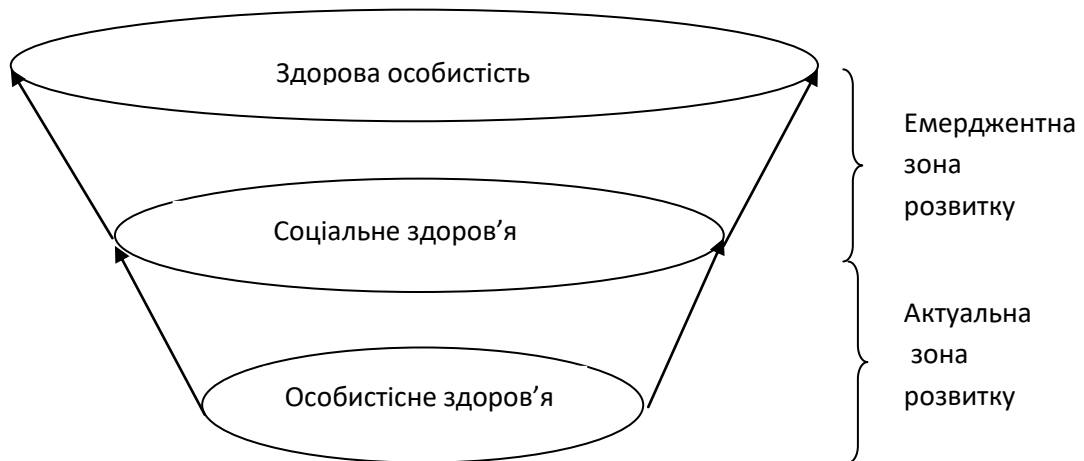 Здорова особистість
Емерджентна
зона
розвитку
Соціальне здоров’я
Актуальна
зона
розвитку
Особистісне здоров’я